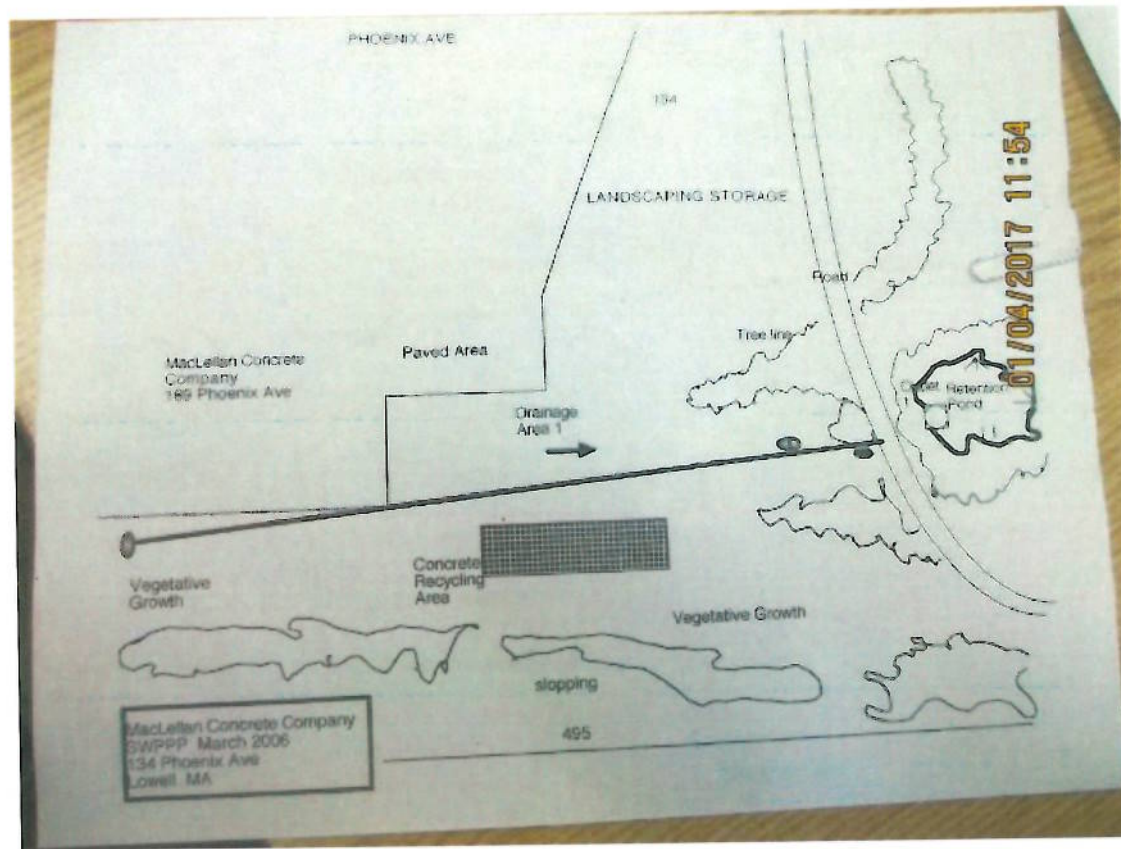 PHOENIX AVE
134
LANDSCAPING STORAGE
01/04/2017 11:54
Road
Tree line
MacLellan Concrete
Company
169 Phoenix Ave
Paved Area
Outlet
Retention
Pond
Drainage
Area 1
Vegetative
Growth
Concrete
Recycling
Area
Vegetative Growth
slopping
495
MacLellan Concrete Company
SWPPP March 2006
134 Phoenix Ave
Lowell MA